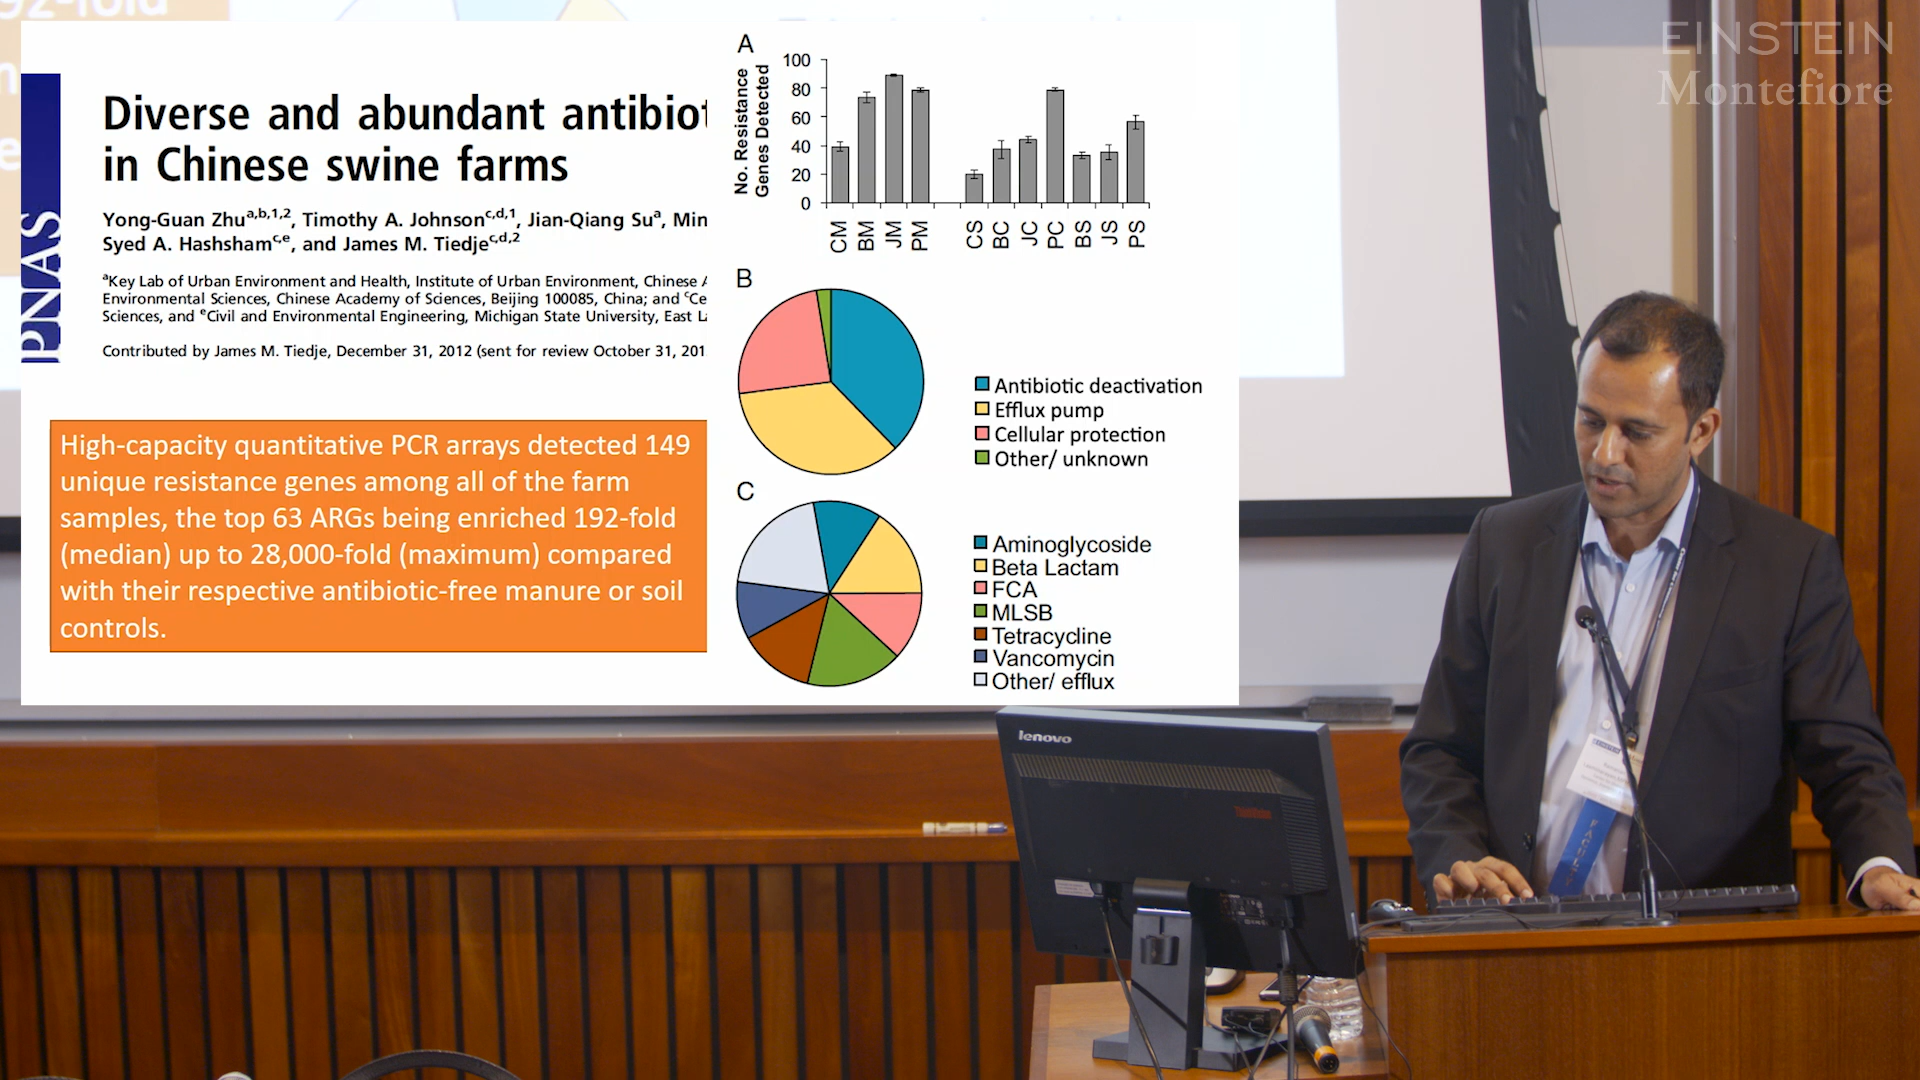 92-fold
EINSTEIN
Montefiore
PNAS
Diverse and abundant antibiot
in Chinese swine farms
Yong-Guan Zhua,b,1,2, Timothy A. Johnsonc,d,1, Jian-Qiang Sua, Min
Syed A. Hashshamc,e, and James M. Tiedjec,d,2
aKey Lab of Urban Environment and Health, Institute of Urban Environment, Chinese A
Environmental Sciences, Chinese Academy of Sciences, Beijing 100085, China; and cCe
Sciences, and eCivil and Environmental Engineering, Michigan State University, East La
Contributed by James M. Tiedje, December 31, 2012 (sent for review October 31, 201
High-capacity quantitative PCR arrays detected 149
unique resistance genes among all of the farm
samples, the top 63 ARGs being enriched 192-fold
(median) up to 28,000-fold (maximum) compared
with their respective antibiotic-free manure or soil
controls.
A
No. Resistance
Genes Detected
100
80
60
40
20
0
CM BM JM PM CS BC JC PC BS JS PS
B
Antibiotic deactivation
Efflux pump
Cellular protection
Other/ unknown
C
Aminoglycoside
Beta Lactam
FCA
MLSB
Tetracycline
Vancomycin
Other/ efflux
lenovo
FACULTY